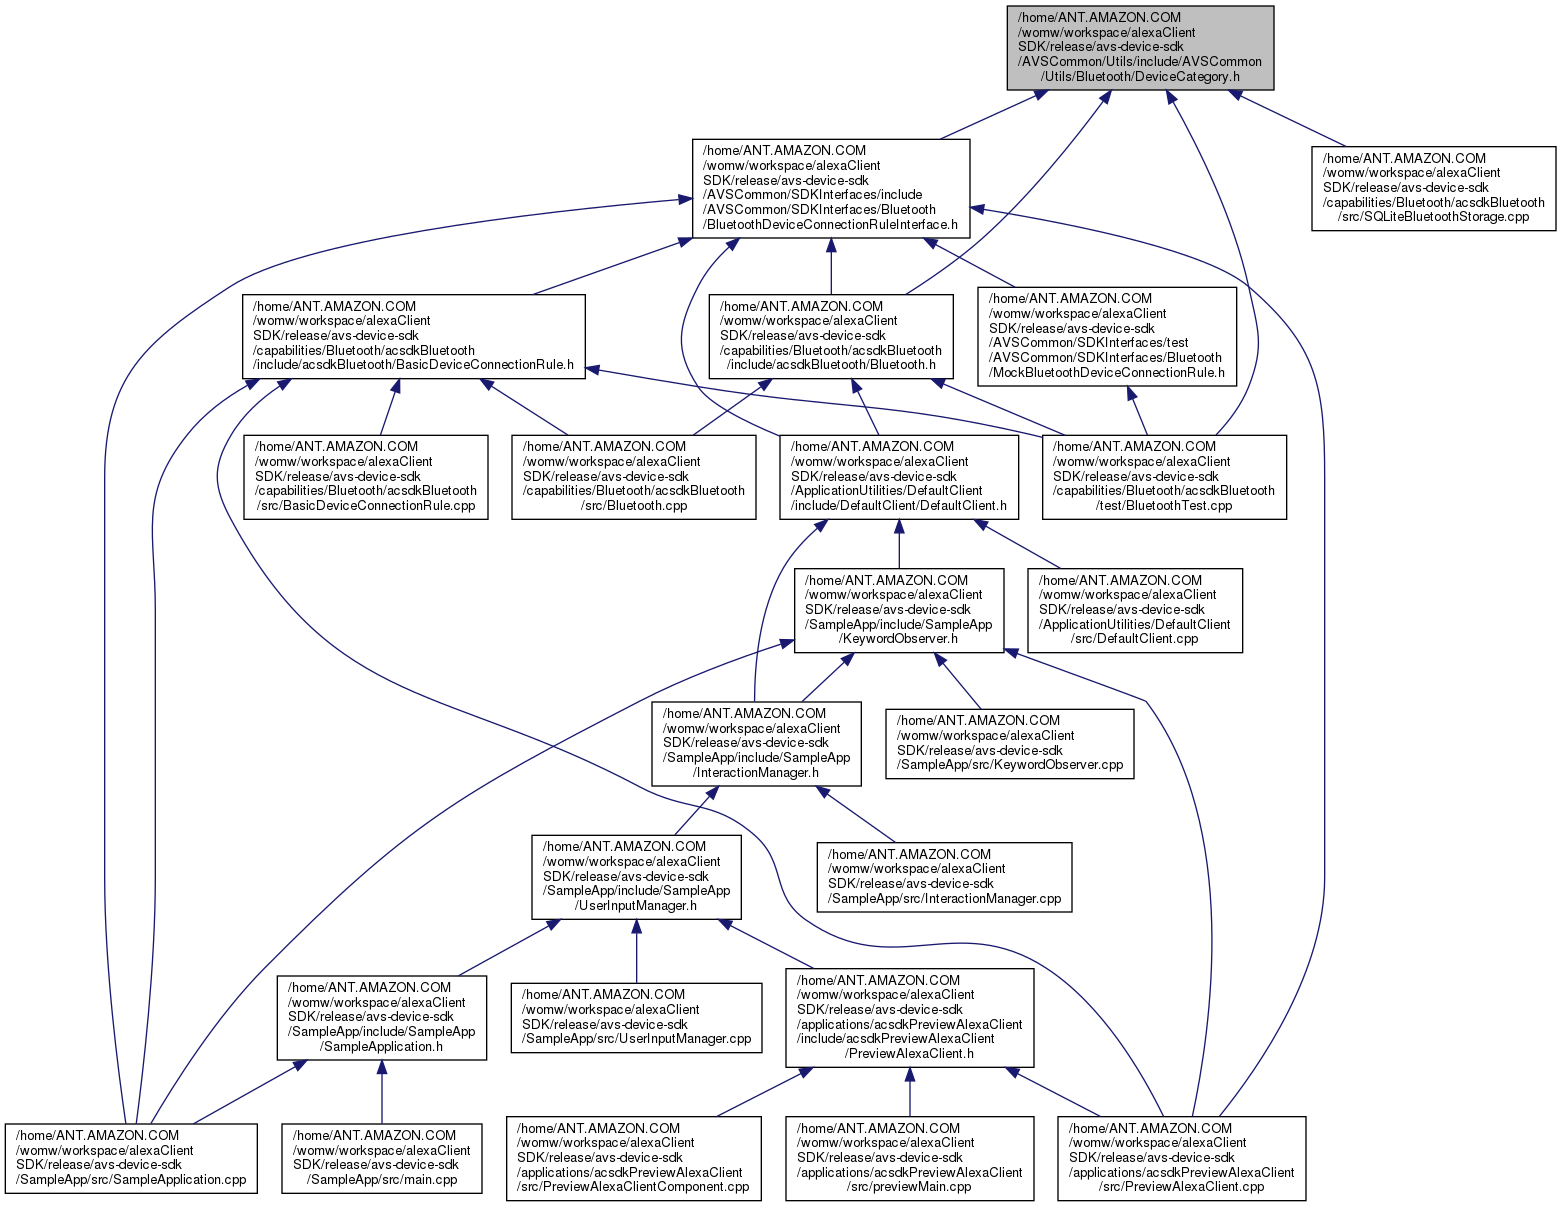 /home/ANT.AMAZON.COM
/womw/workspace/alexaClient
SDK/release/avs-device-sdk
/AVSCommon/Utils/include/AVSCommon
/Utils/Bluetooth/DeviceCategory.h
/home/ANT.AMAZON.COM
/womw/workspace/alexaClient
SDK/release/avs-device-sdk
/AVSCommon/SDKInterfaces/include
/AVSCommon/SDKInterfaces/Bluetooth
/BluetoothDeviceConnectionRuleInterface.h
/home/ANT.AMAZON.COM
/womw/workspace/alexaClient
SDK/release/avs-device-sdk
/capabilities/Bluetooth/acsdkBluetooth
/src/SQLiteBluetoothStorage.cpp
/home/ANT.AMAZON.COM
/womw/workspace/alexaClient
SDK/release/avs-device-sdk
/capabilities/Bluetooth/acsdkBluetooth
/include/acsdkBluetooth/BasicDeviceConnectionRule.h
/home/ANT.AMAZON.COM
/womw/workspace/alexaClient
SDK/release/avs-device-sdk
/capabilities/Bluetooth/acsdkBluetooth
/include/acsdkBluetooth/Bluetooth.h
/home/ANT.AMAZON.COM
/womw/workspace/alexaClient
SDK/release/avs-device-sdk
/AVSCommon/SDKInterfaces/test
/AVSCommon/SDKInterfaces/Bluetooth
/MockBluetoothDeviceConnectionRule.h
/home/ANT.AMAZON.COM
/womw/workspace/alexaClient
SDK/release/avs-device-sdk
/capabilities/Bluetooth/acsdkBluetooth
/src/BasicDeviceConnectionRule.cpp
/home/ANT.AMAZON.COM
/womw/workspace/alexaClient
SDK/release/avs-device-sdk
/capabilities/Bluetooth/acsdkBluetooth
/src/Bluetooth.cpp
/home/ANT.AMAZON.COM
/womw/workspace/alexaClient
SDK/release/avs-device-sdk
/ApplicationUtilities/DefaultClient
/include/DefaultClient/DefaultClient.h
/home/ANT.AMAZON.COM
/womw/workspace/alexaClient
SDK/release/avs-device-sdk
/capabilities/Bluetooth/acsdkBluetooth
/test/BluetoothTest.cpp
/home/ANT.AMAZON.COM
/womw/workspace/alexaClient
SDK/release/avs-device-sdk
/SampleApp/include/SampleApp
/KeywordObserver.h
/home/ANT.AMAZON.COM
/womw/workspace/alexaClient
SDK/release/avs-device-sdk
/ApplicationUtilities/DefaultClient
/src/DefaultClient.cpp
/home/ANT.AMAZON.COM
/womw/workspace/alexaClient
SDK/release/avs-device-sdk
/SampleApp/include/SampleApp
/InteractionManager.h
/home/ANT.AMAZON.COM
/womw/workspace/alexaClient
SDK/release/avs-device-sdk
/SampleApp/src/KeywordObserver.cpp
/home/ANT.AMAZON.COM
/womw/workspace/alexaClient
SDK/release/avs-device-sdk
/SampleApp/include/SampleApp
/UserInputManager.h
/home/ANT.AMAZON.COM
/womw/workspace/alexaClient
SDK/release/avs-device-sdk
/SampleApp/src/InteractionManager.cpp
/home/ANT.AMAZON.COM
/womw/workspace/alexaClient
SDK/release/avs-device-sdk
/SampleApp/include/SampleApp
/SampleApplication.h
/home/ANT.AMAZON.COM
/womw/workspace/alexaClient
SDK/release/avs-device-sdk
/SampleApp/src/UserInputManager.cpp
/home/ANT.AMAZON.COM
/womw/workspace/alexaClient
SDK/release/avs-device-sdk
/applications/acsdkPreviewAlexaClient
/include/acsdkPreviewAlexaClient
/PreviewAlexaClient.h
/home/ANT.AMAZON.COM
/womw/workspace/alexaClient
SDK/release/avs-device-sdk
/SampleApp/src/SampleApplication.cpp
/home/ANT.AMAZON.COM
/womw/workspace/alexaClient
SDK/release/avs-device-sdk
/SampleApp/src/main.cpp
/home/ANT.AMAZON.COM
/womw/workspace/alexaClient
SDK/release/avs-device-sdk
/applications/acsdkPreviewAlexaClient
/src/PreviewAlexaClientComponent.cpp
/home/ANT.AMAZON.COM
/womw/workspace/alexaClient
SDK/release/avs-device-sdk
/applications/acsdkPreviewAlexaClient
/src/previewMain.cpp
/home/ANT.AMAZON.COM
/womw/workspace/alexaClient
SDK/release/avs-device-sdk
/applications/acsdkPreviewAlexaClient
/src/PreviewAlexaClient.cpp